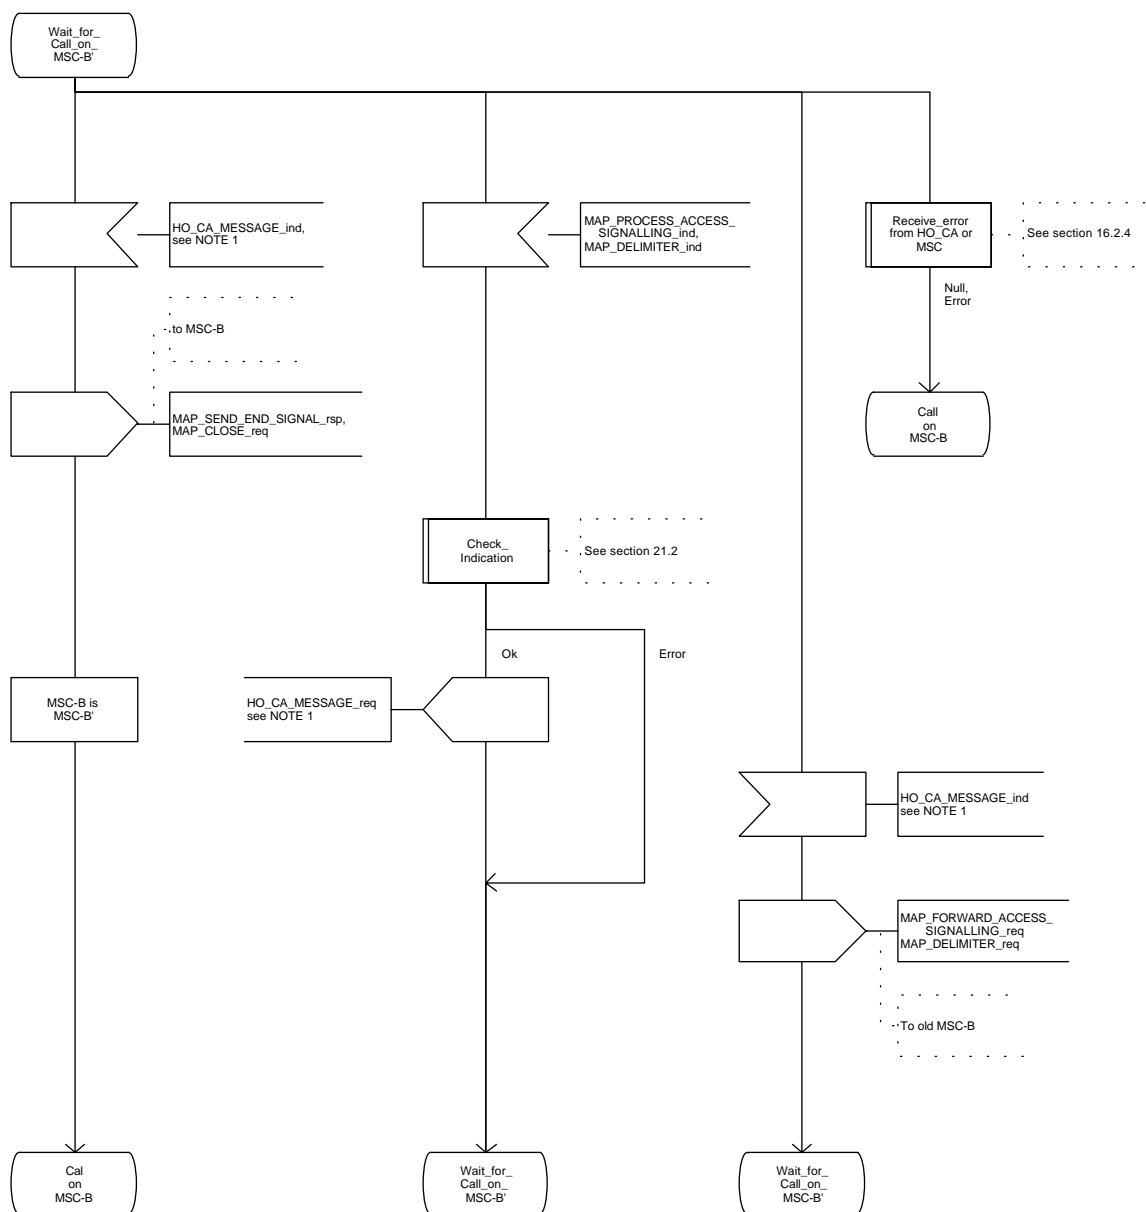 Wait_for_
Call_on_
MSC-B'
HO_CA_MESSAGE_ind,
see NOTE 1
MAP_PROCESS_ACCESS_
SIGNALLING_ind,
MAP_DELIMITER_ind
Receive_error
from HO_CA or
MSC
See section 16.2.4
Null,
Error
to MSC-B
MAP_SEND_END_SIGNAL_rsp,
MAP_CLOSE_req
Call
on
MSC-B
Check_
Indication
See section 21.2
Ok
Error
MSC-B is
MSC-B'
HO_CA_MESSAGE_req
see NOTE 1
HO_CA_MESSAGE_ind
see NOTE 1
MAP_FORWARD_ACCESS_
SIGNALLING_req
MAP_DELIMITER_req
To old MSC-B
Cal
on
MSC-B
Wait_for_
Call_on_
MSC-B'
Wait_for_
Call_on_
MSC-B'